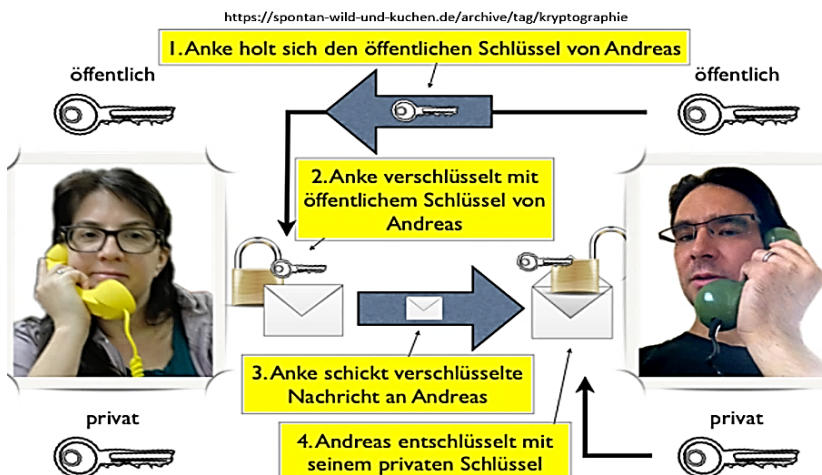 https://spontan-wild-und-kuchen.de/archive/tag/kryptographie
1. Anke holt sich den öffentlichen Schlüssel von Andreas
öffentlich
öffentlich
2. Anke verschlüsselt mit
öffentlichem Schlüssel von
Andreas
3. Anke schickt verschlüsselte
Nachricht an Andreas
privat
privat
4. Andreas entschlüsselt mit
seinem privaten Schlüssel